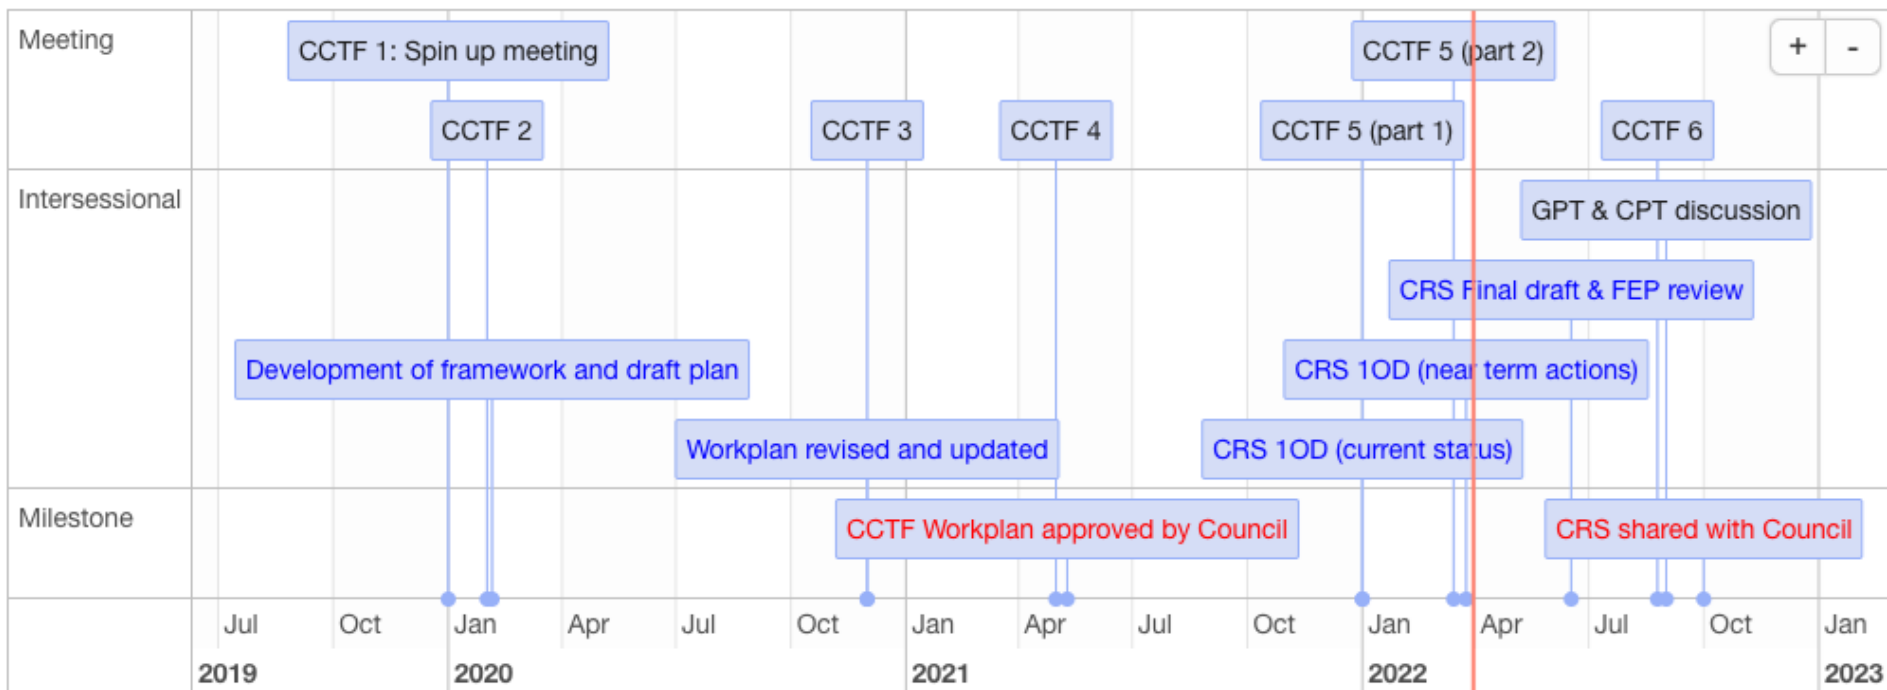 Meeting
CCTF 1: Spin up meeting
CCTF 5 (part 2)
+ -
CCTF 2
CCTF 3
CCTF 4
CCTF 5 (part 1)
CCTF 6
Intersessional
GPT & CPT discussion
CRS Final draft & FEP review
Development of framework and draft plan
CRS 1OD (near term actions)
Workplan revised and updated
CRS 1OD (current status)
Milestone
CCTF Workplan approved by Council
CRS shared with Council
Jul Oct Jan Apr Jul Oct Jan Apr Jul Oct Jan Apr Jul Oct Jan
2019 2020 2021 2022 2023